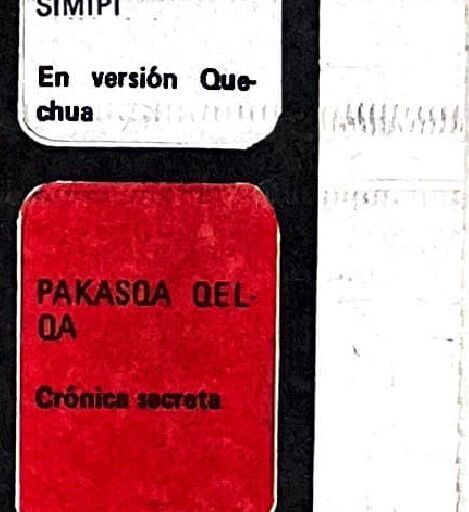 SIMIPI
En versión Que-
chua
PAKASQA QEL-
QA
Crónica secreta